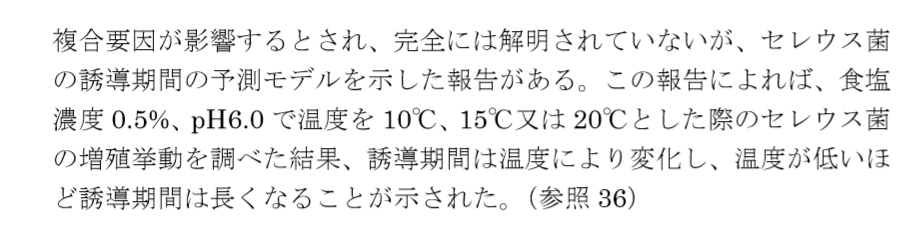 複合要因が影響するとされ、完全には解明されていないが、セレウス菌
の誘導期間の予測モデルを示した報告がある。この報告によれば、食塩
濃度 0.5%、pH6.0 で温度を 10℃、15℃又は 20℃とした際のセレウス菌
の増殖挙動を調べた結果、誘導期間は温度により変化し、温度が低いほ
ど誘導期間は長くなることが示された。（参照 36）